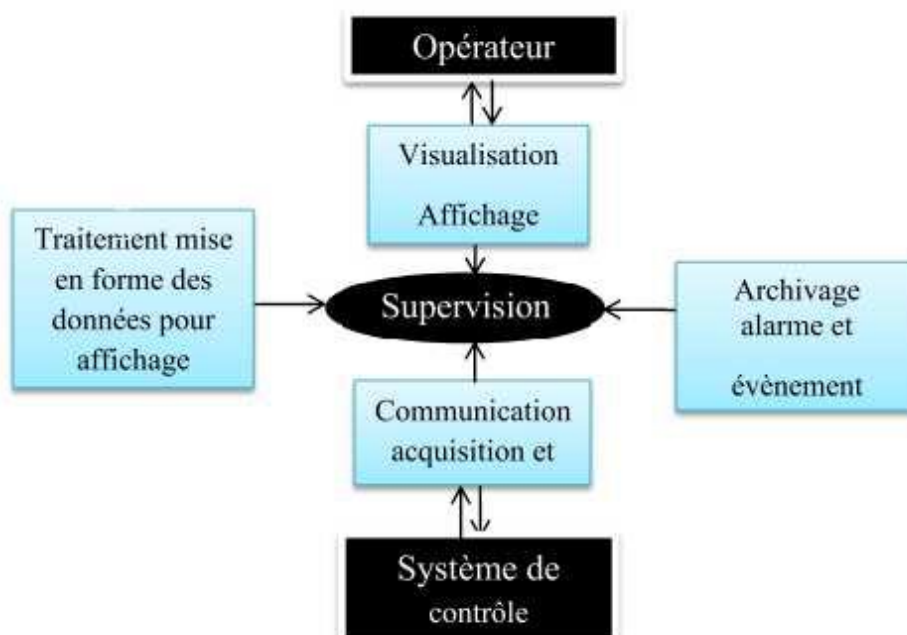 Opérateur
Visualisation
Affichage
Traitement mise
en forme des
données pour
affichage
Supervision
Archivage
alarme et
évènement
Communication
acquisition et
Système de
contrôle